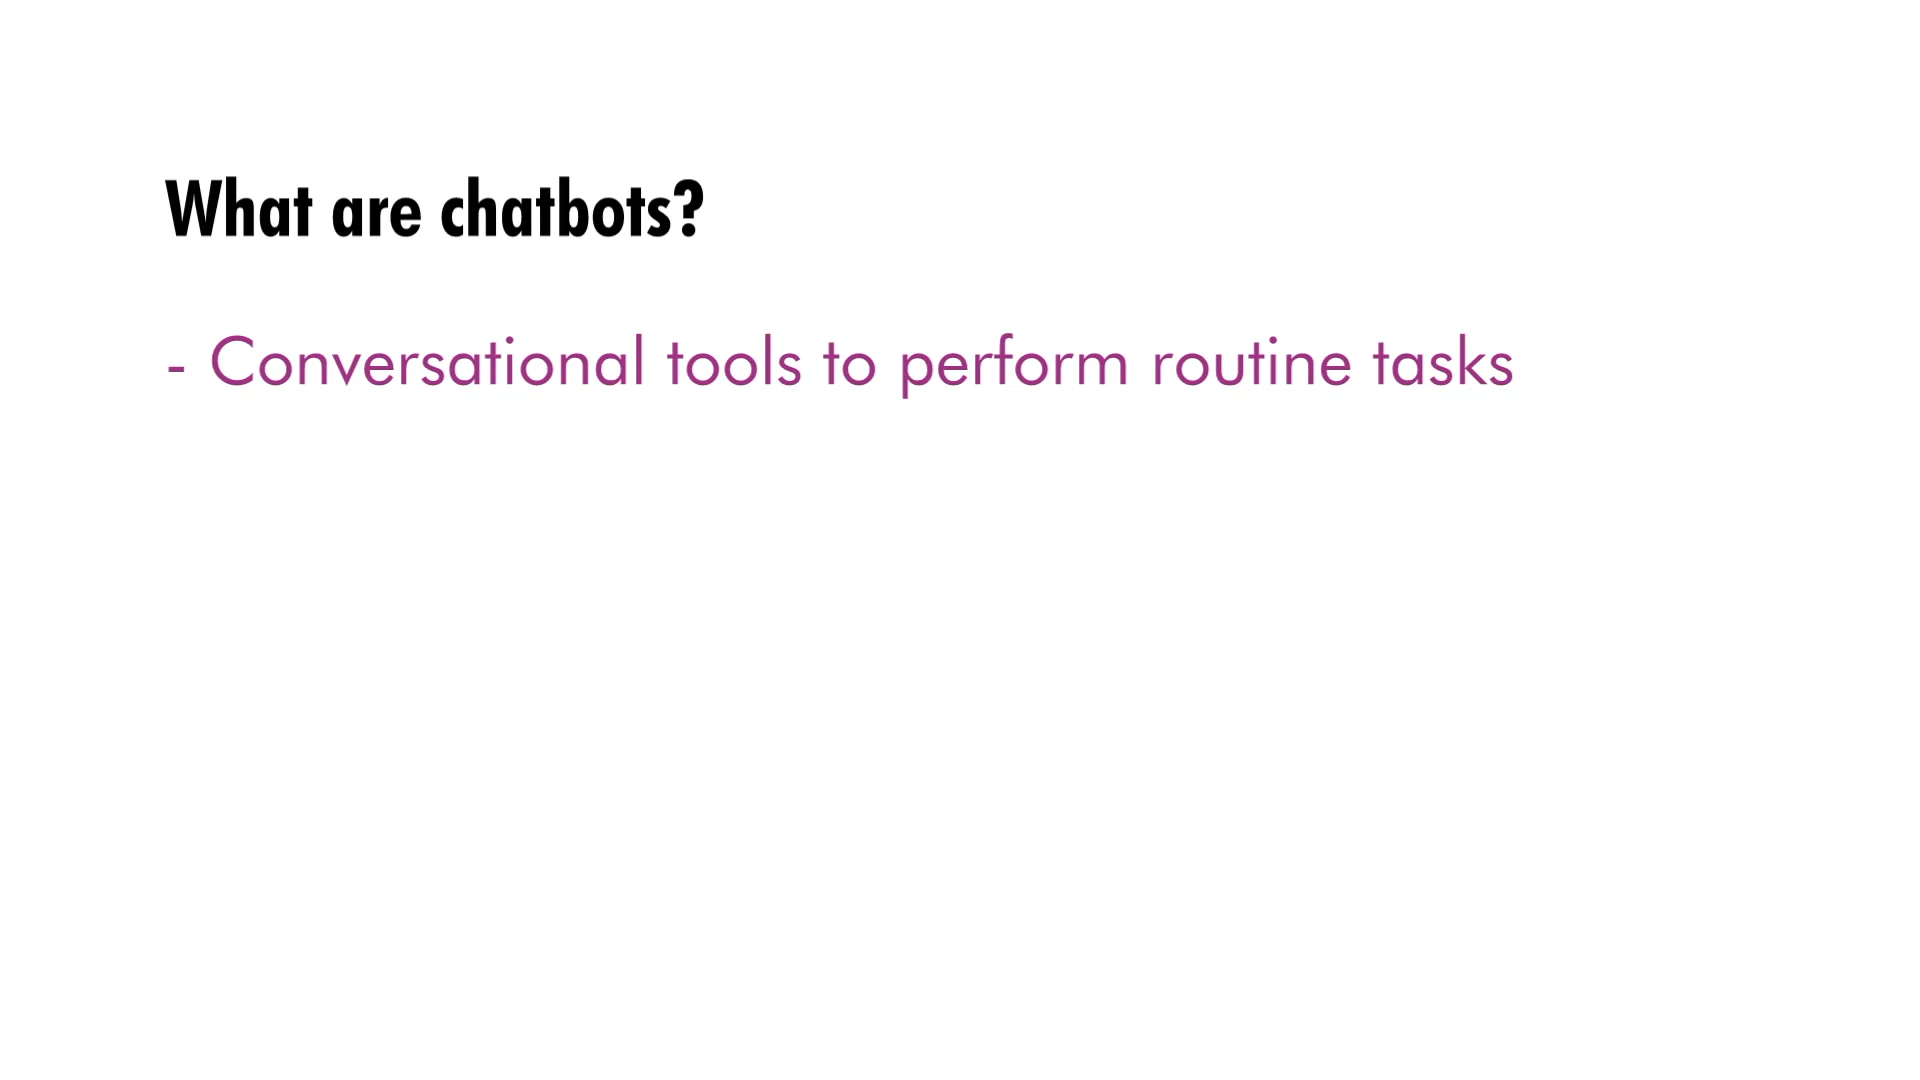 What are chatbots?
- Conversational tools to perform routine tasks